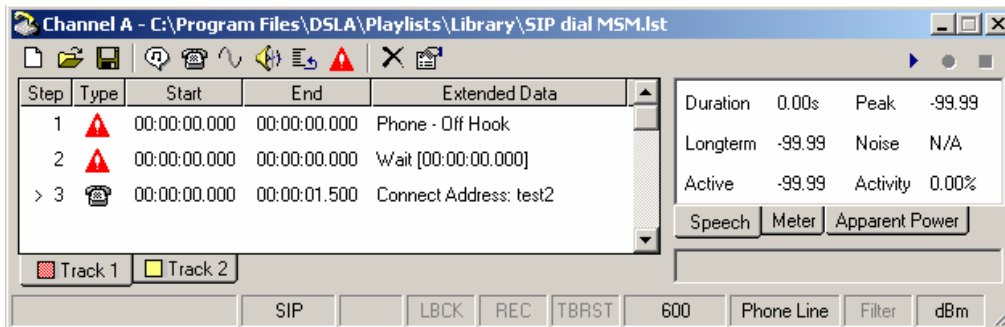 Channel A - C:\Program Files\DSLA\Playlists\Library\SIP dial MSM.lst
Step Type Start End Extended Data
1 00:00:00.000 00:00:00.000 Phone - Off Hook
2 00:00:00.000 00:00:00.000 Wait [00:00:00.000]
> 3 00:00:00.000 00:00:01.500 Connect Address: test2
Track 1 Track 2
Duration 0.00s Peak -99.99
Longterm -99.99 Noise N/A
Active -99.99 Activity 0.00%
Speech Meter Apparent Power
SIP LBCK REC TBRST 600 Phone Line Filter dBm